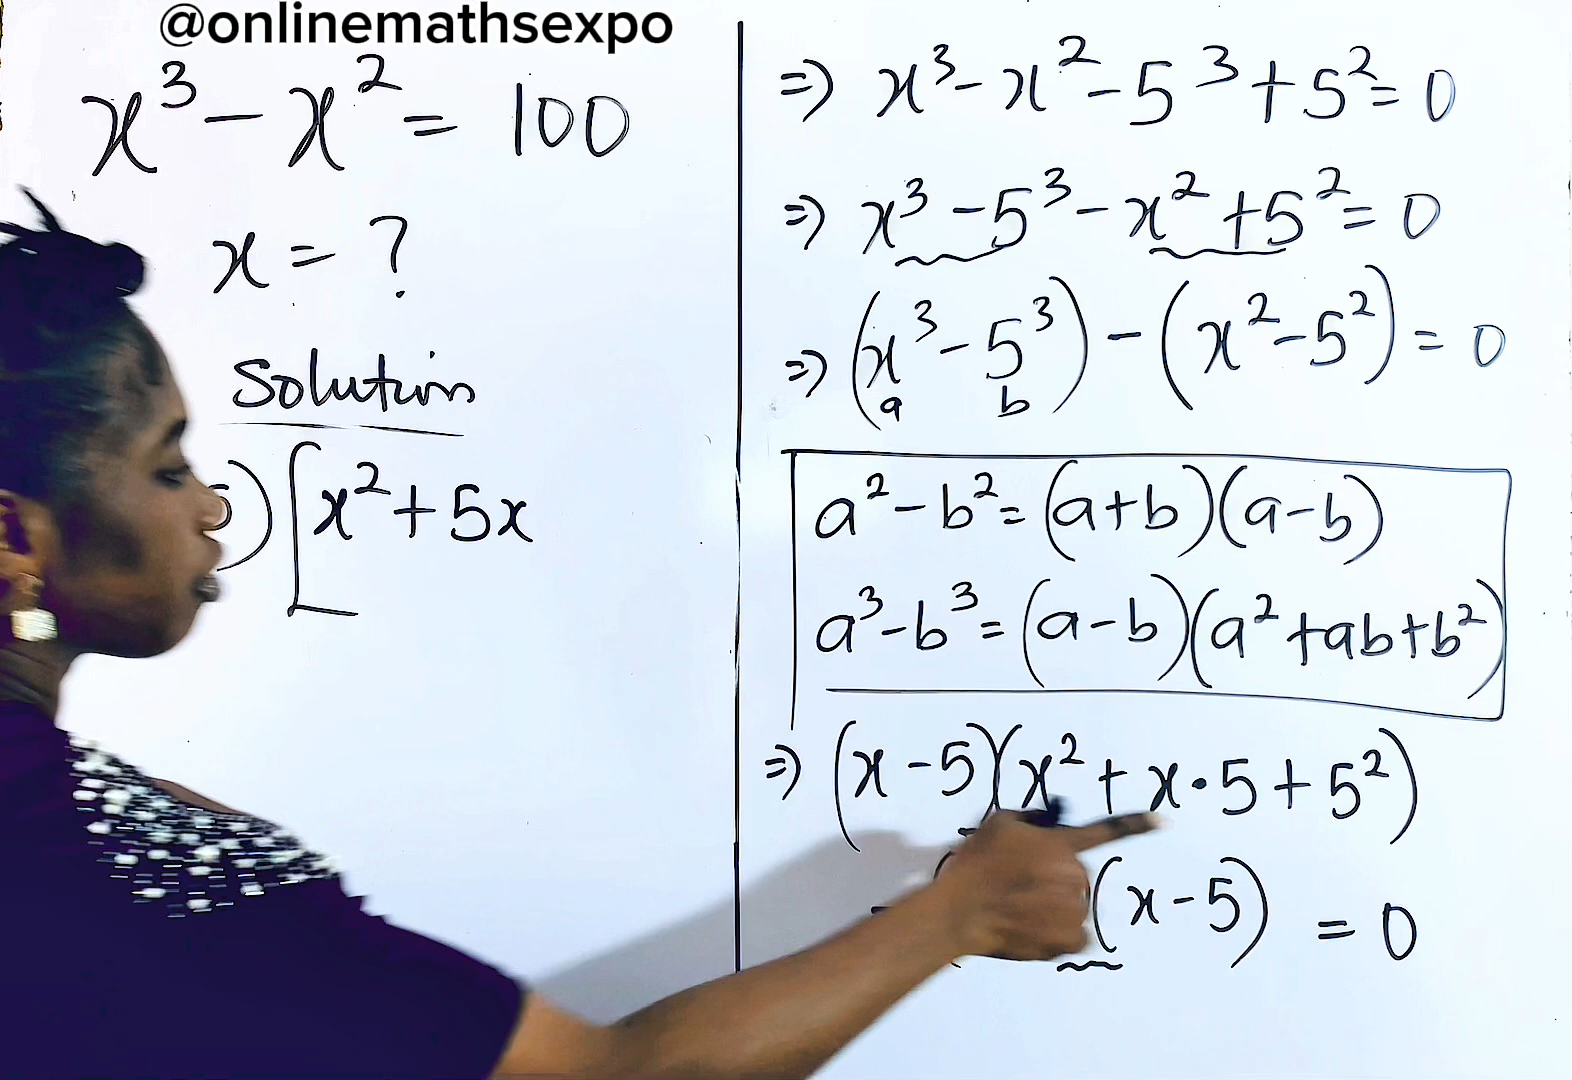 @onlinemathsexpo
x³ - x² = 100
x = ?
Solution
)[x² + 5x
⇒ x³ - x² - 5³ + 5² = 0
⇒ x³ - 5³ - x² + 5² = 0
⇒ (x³ - 5³) - (x² - 5²) = 0
a b
a² - b² = (a+b)(a-b)
a³ - b³ = (a-b)(a² + ab + b²)
⇒ (x - 5)(x² + x·5 + 5²)
(x - 5) = 0